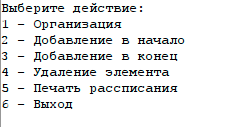 Выберите действие:
1 - Организация
2 - Добавление в начало
3 - Добавление в конец
4 - Удаление элемента
5 - Печать рассписания
6 - Выход